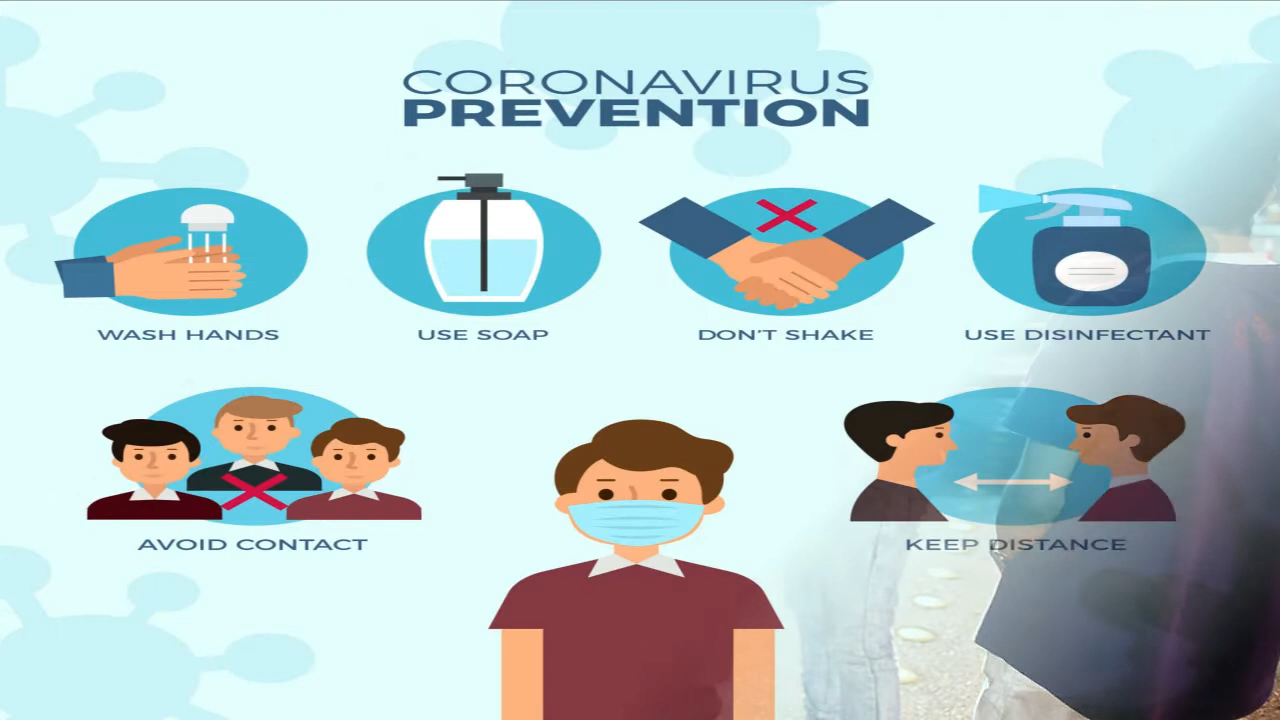 CORONAVIRUS
PREVENTION
WASH HANDS
USE SOAP
DON'T SHAKE
USE DISINFECTANT
AVOID CONTACT
KEEP DISTANCE